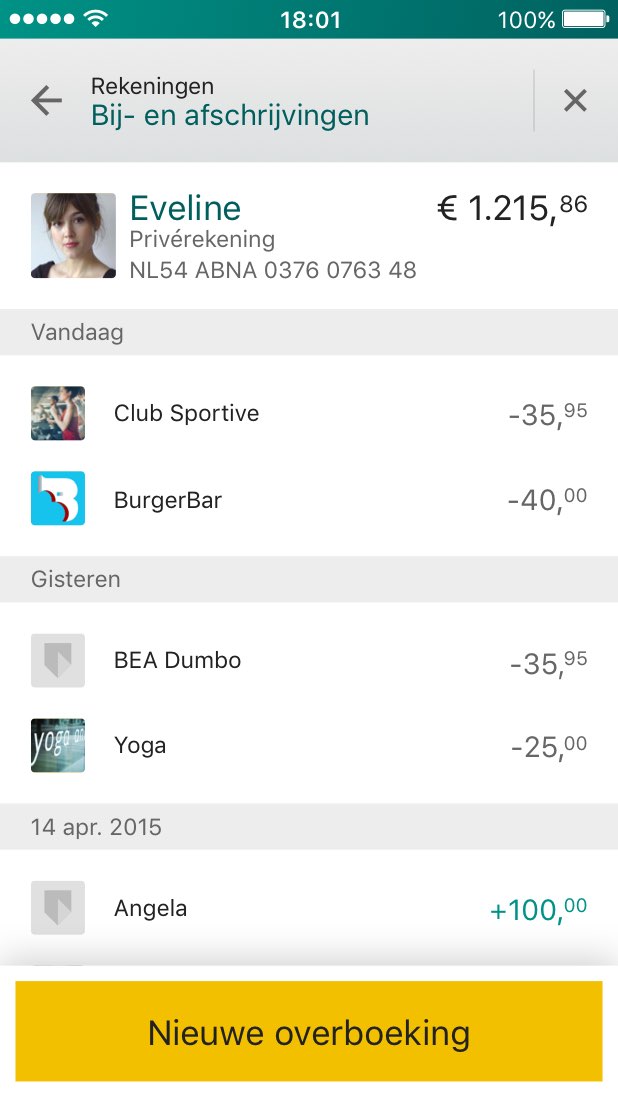 18:01 100%
Rekeningen
Bij- en afschrijvingen
Eveline € 1.215,86
Privérekening
NL54 ABNA 0376 0763 48
Vandaag
Club Sportive -35,95
BurgerBar -40,00
Gisteren
BEA Dumbo -35,95
yoga an
Yoga -25,00
14 apr. 2015
Angela +100,00
Nieuwe overboeking